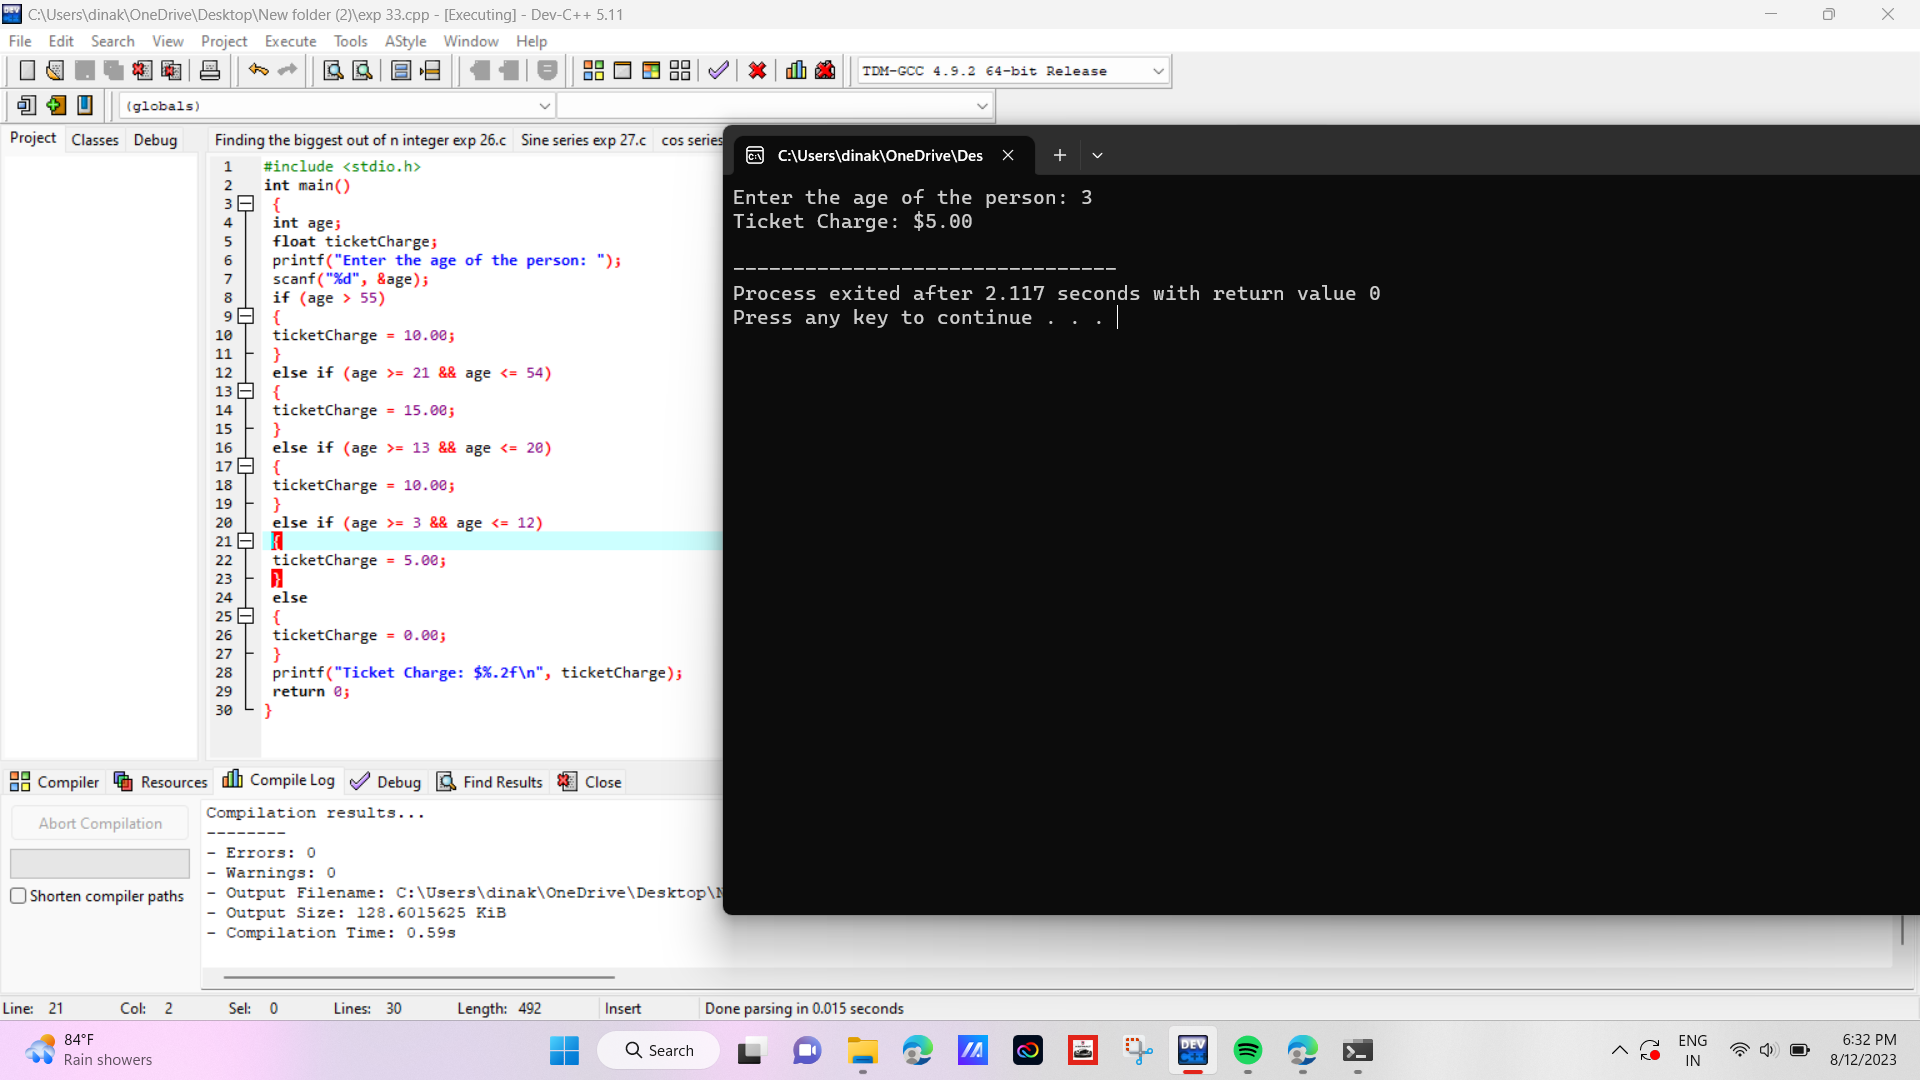 C:\Users\dinak\OneDrive\Desktop\New folder (2)\exp 33.cpp - [Executing] - Dev-C++ 5.11
File Edit Search View Project Execute Tools AStyle Window Help
TDM-GCC 4.9.2 64-bit Release
(globals)
Project Classes Debug
Finding the biggest out of n integer exp 26.c Sine series exp 27.c cos series
1 #include <stdio.h>
2 int main()
3 {
4 int age;
5 float ticketCharge;
6 printf("Enter the age of the person: ");
7 scanf("%d", &age);
8 if (age > 55)
9 {
10 ticketCharge = 10.00;
11 }
12 else if (age >= 21 && age <= 54)
13 {
14 ticketCharge = 15.00;
15 }
16 else if (age >= 13 && age <= 20)
17 {
18 ticketCharge = 10.00;
19 }
20 else if (age >= 3 && age <= 12)
21 {
22 ticketCharge = 5.00;
23 }
24 else
25 {
26 ticketCharge = 0.00;
27 }
28 printf("Ticket Charge: $%.2f\n", ticketCharge);
29 return 0;
30 }
C:\Users\dinak\OneDrive\Des
Enter the age of the person: 3
Ticket Charge: $5.00
--------------------------------
Process exited after 2.117 seconds with return value 0
Press any key to continue . . .
Compiler Resources Compile Log Debug Find Results Close
Abort Compilation
Shorten compiler paths
Compilation results...
--------
- Errors: 0
- Warnings: 0
- Output Filename: C:\Users\dinak\OneDrive\Desktop\N
- Output Size: 128.6015625 KiB
- Compilation Time: 0.59s
Line: 21 Col: 2 Sel: 0 Lines: 30 Length: 492 Insert Done parsing in 0.015 seconds
84°F
Rain showers
Search
DEV C++
ENG
IN
6:32 PM
8/12/2023